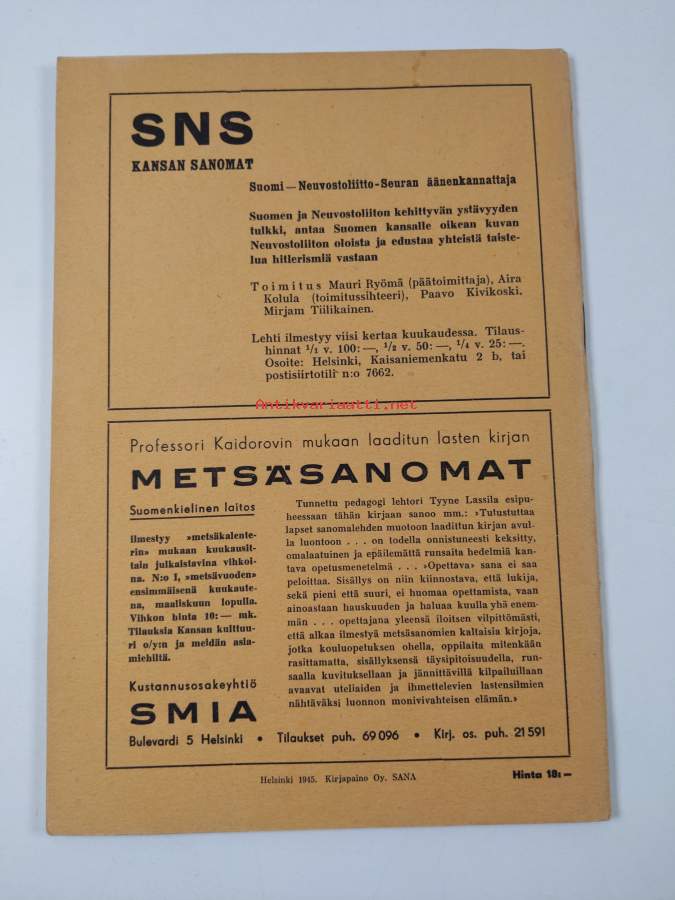 SNS
KANSAN SANOMAT
Suomi — Neuvostoliitto-Seuran äänenkannattaja
Suomen ja Neuvostoliiton kehittyvän ystävyyden
tulkki, antaa Suomen kansalle oikean kuvan
Neuvostoliiton oloista ja edustaa yhteistä taiste-
lua hitlerismiä vastaan
Toimitus Mauri Ryömä (päätoimittaja), Aira
Kolula (toimitussihteeri), Paavo Kivikoski,
Mirjam Tiilikainen.
Lehti ilmestyy viisi kertaa kuukaudessa. Tilaus-
hinnat 1/1 v. 100: —, 1/2 v. 50: —, 1/4 v. 25: —.
Osoite: Helsinki, Kaisaniemenkatu 2 b, tai
postisiirtotili n:o 7662.
Antikvariaatti.net
Professori Kaidorovin mukaan laaditun lasten kirjan
METSÄSANOMAT
Suomenkielinen laitos
ilmestyy »metsäkalente-
rin» mukaan kuukausit-
tain julkaistavina vihkoi-
na. N:o I, »metsävuoden»
ensimmäisenä kuukaute-
na, maaliskuun lopulla.
Vihkon hinta 10: — mk.
Tilauksia Kansan kulttuu-
ri o/y:n ja meidän asia-
miehiltä.
Kustannusosakeyhtiö
SMIA
Tunnettu pedagogi lehtori Tyyne Lassila esipu-
heessaan tähän kirjaan sanoo mm.: »Tutustuttaa
lapset sanomalehden muotoon laaditun kirjan avul-
la luontoon . . . on todella onnistuneesti keksitty,
omalaatuinen ja epäilemättä runsaita hedelmiä kan-
tava opetusmenetelmä . . . »Opettava» sana ei saa
peloittaa. Sisällys on niin kiinnostava, että lukija,
sekä pieni että suuri, ei huomaa opettamista, vaan
ainoastaan hauskuuden ja haluaa kuulla yhä enem-
män . . . opettajana yleensä iloitsen vilpittömästi,
että alkaa ilmestyä metsäsanomien kaltaisia kirjoja,
jotka kouluopetuksen ohella, oppilaita mitenkään
rasittamatta, sisällyksensä täysipitoisuudella, run-
saalla kuvituksellaan ja jännittävillä kilpailuillaan
avaavat uteliaiden ja ihmettelevien lastensilmien
nähtäväksi luonnon monivivahteisen elämän.»
Bulevardi 5 Helsinki • Tilaukset puh. 69 096 • Kirj. os. puh. 21 591
Helsinki 1945. Kirjapaino Oy. SANA
Hinta 18: —